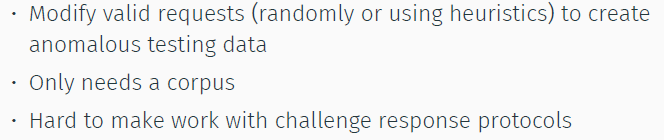 · Modify valid requests (randomly or using heuristics) to create
anomalous testing data
· Only needs a corpus
· Hard to make work with challenge response protocols